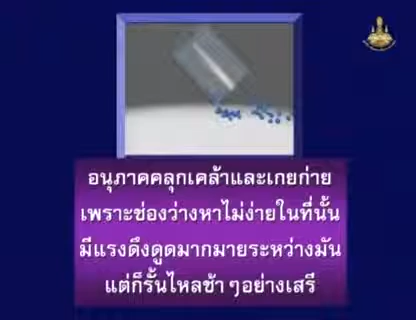 อนุภาคคลุกเคล้าและเกยก่าย
เพราะช่องว่างหาไม่ง่ายในที่นั้น
มีแรงดึงดูดมากมายระหว่างมัน
แต่ก็รั้นไหลช้า ๆอย่างเสรี